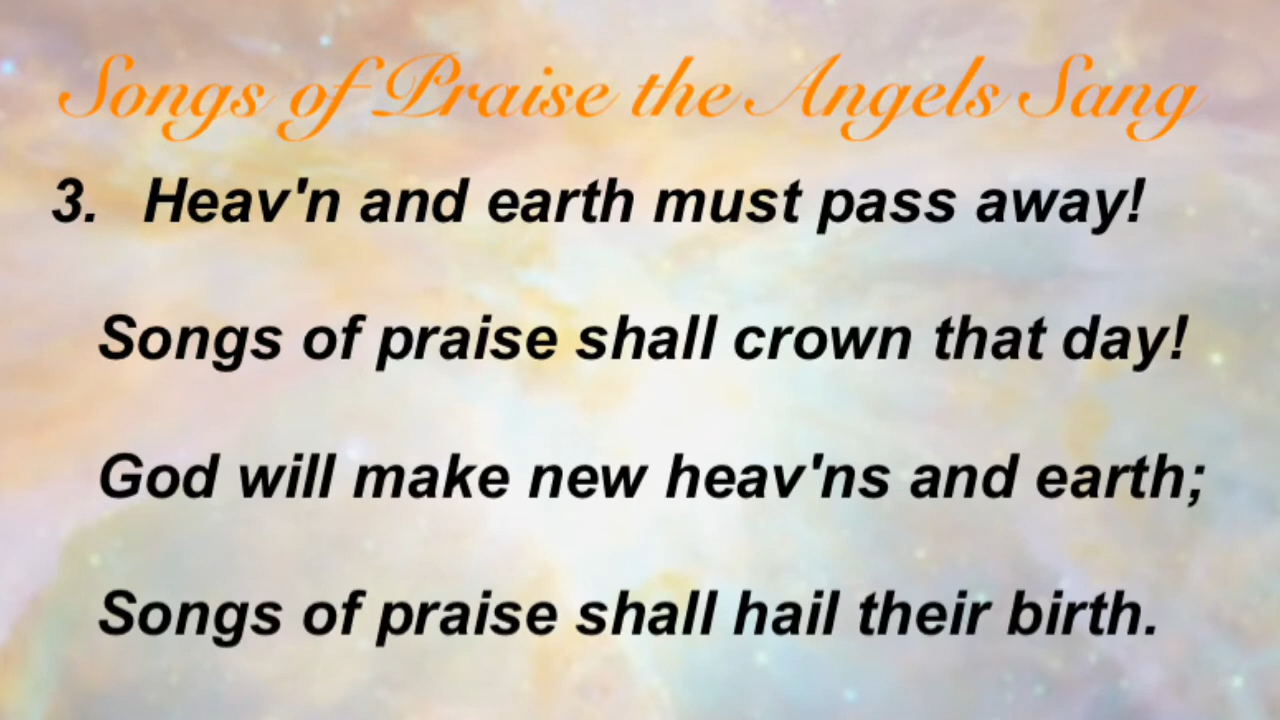 Songs of Praise the Angels Sang
3. Heav'n and earth must pass away!
Songs of praise shall crown that day!
God will make new heav'ns and earth;
Songs of praise shall hail their birth.